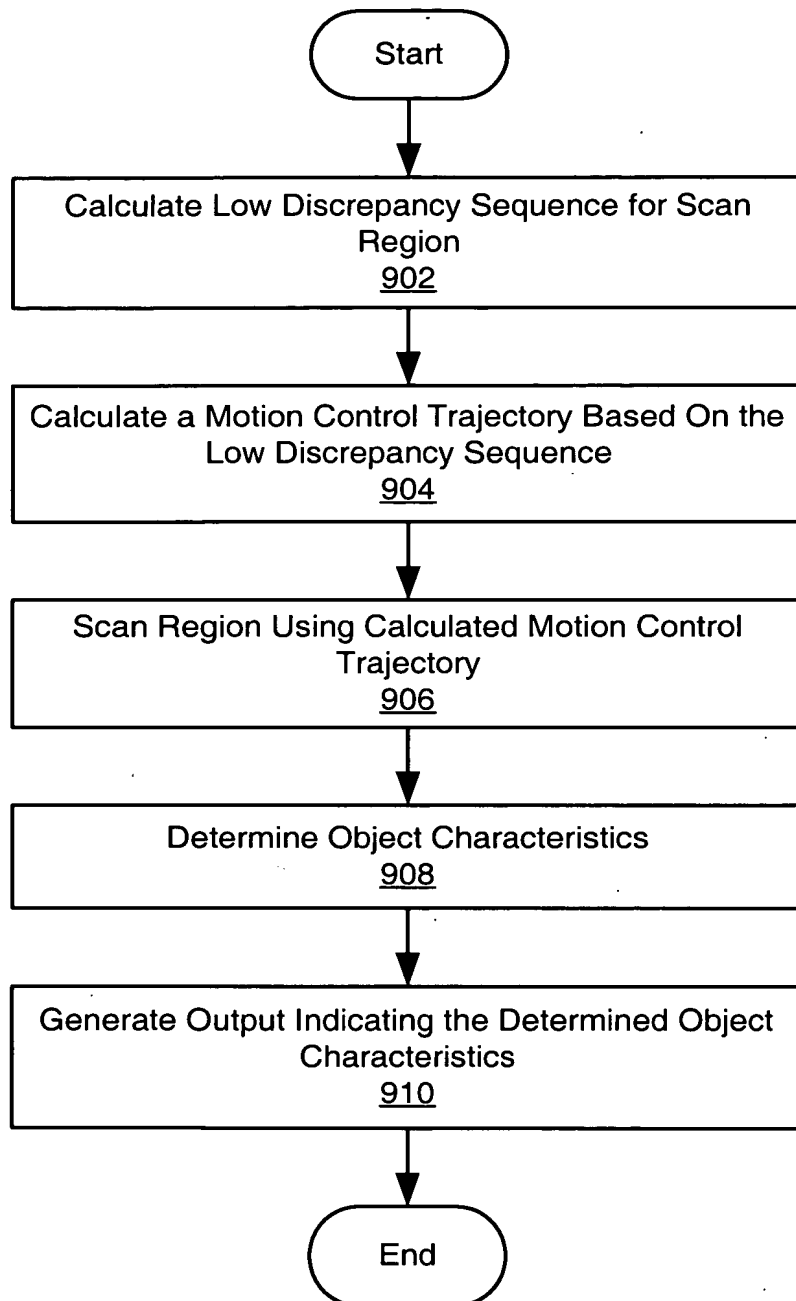 Start
Calculate Low Discrepancy Sequence for Scan
Region
902
Calculate a Motion Control Trajectory Based On the
Low Discrepancy Sequence
904
Scan Region Using Calculated Motion Control
Trajectory
906
Determine Object Characteristics
908
Generate Output Indicating the Determined Object
Characteristics
910
End